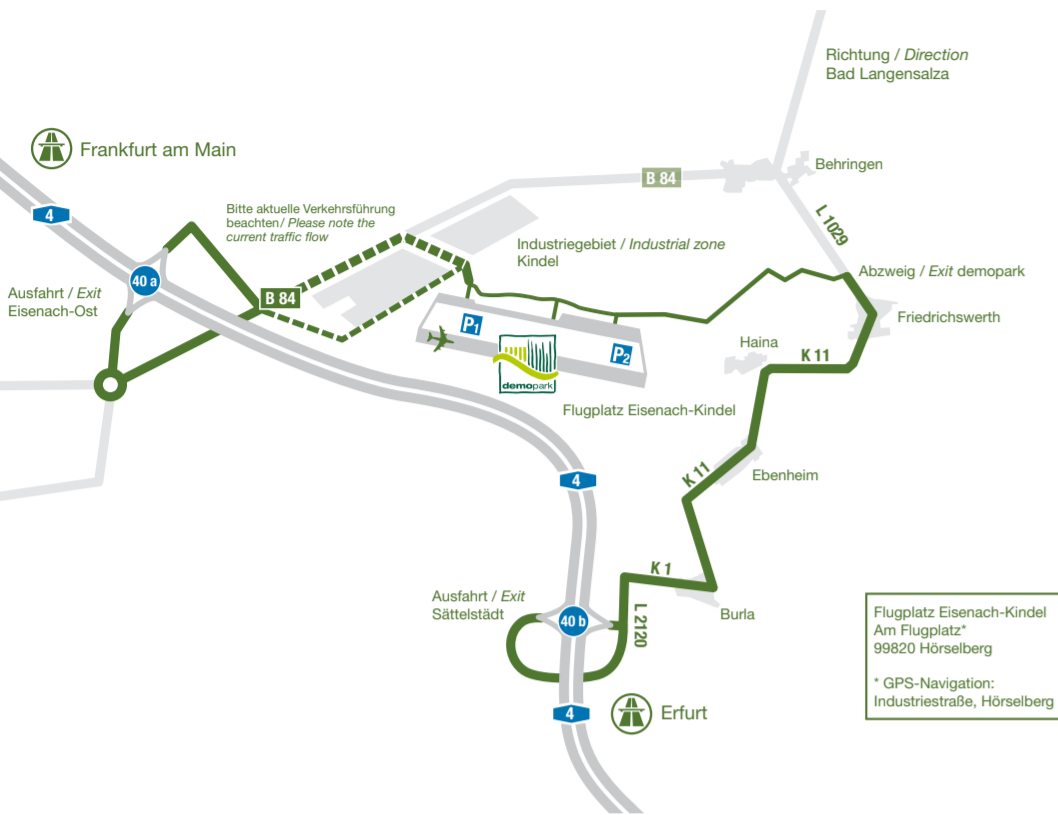 Richtung / Direction
Bad Langensalza
Frankfurt am Main
Behringen
B 84
4
Bitte aktuelle Verkehrsführung
beachten / Please note the
current traffic flow
L 1029
Industriegebiet / Industrial zone
Kindel
Abzweig / Exit demopark
40 a
Ausfahrt / Exit
Eisenach-Ost
B 84
Friedrichswerth
P1
P2
Haina
K 11
demopark
Flugplatz Eisenach-Kindel
4
K 11
Ebenheim
K 1
Ausfahrt / Exit
Sättelstädt
40 b
L 2120
Burla
Flugplatz Eisenach-Kindel
Am Flugplatz*
99820 Hörselberg
* GPS-Navigation:
Industriestraße, Hörselberg
4
Erfurt